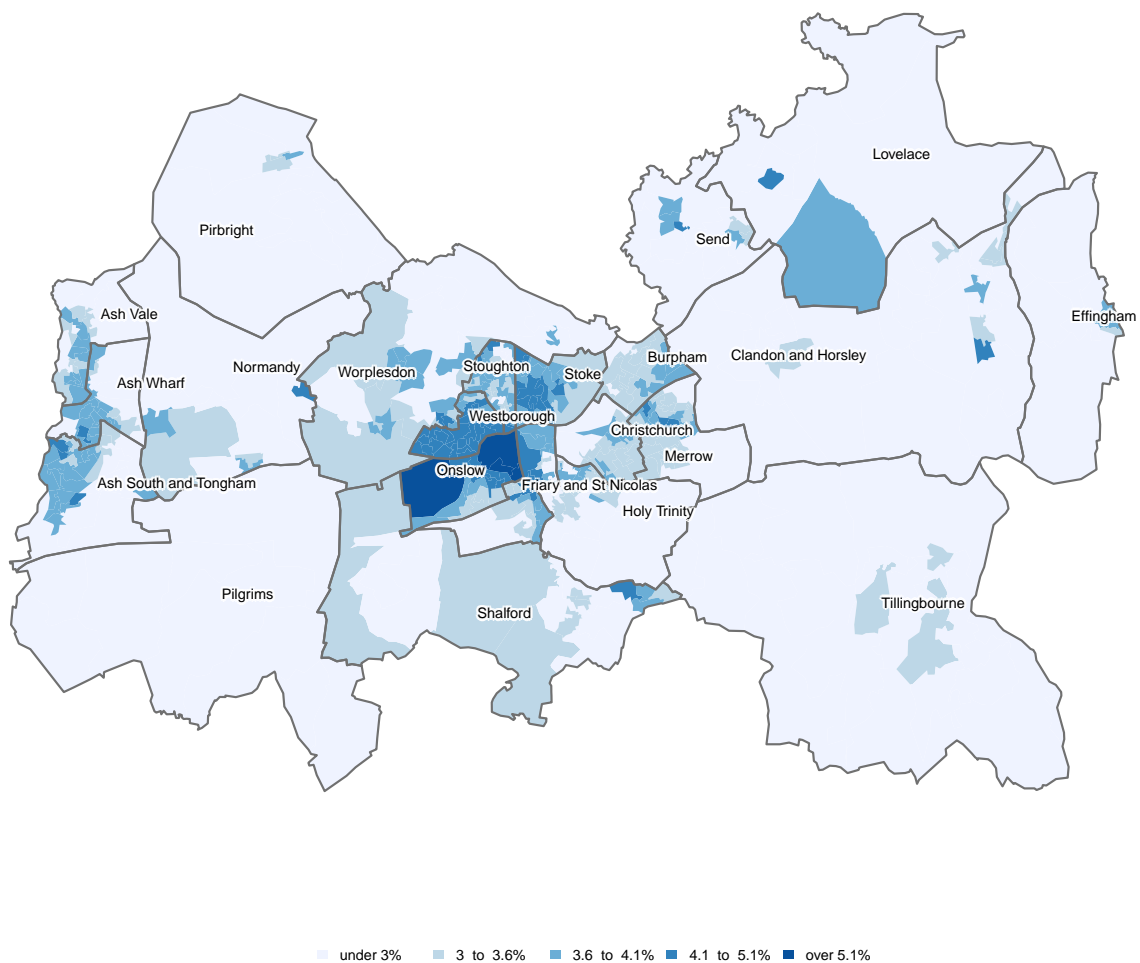 Lovelace
Pirbright
Send
Ash Vale
Effingham
Clandon and Horsley
Burpham
Normandy
Stoughton
Worplesdon
Stoke
Ash Wharf
Westborough
Christchurch
Merrow
Onslow
Ash South and Tongham
Friary and St Nicolas
Holy Trinity
Pilgrims
Tillingbourne
Shalford
under 3% 3 to 3.6% 3.6 to 4.1% 4.1 to 5.1% over 5.1%